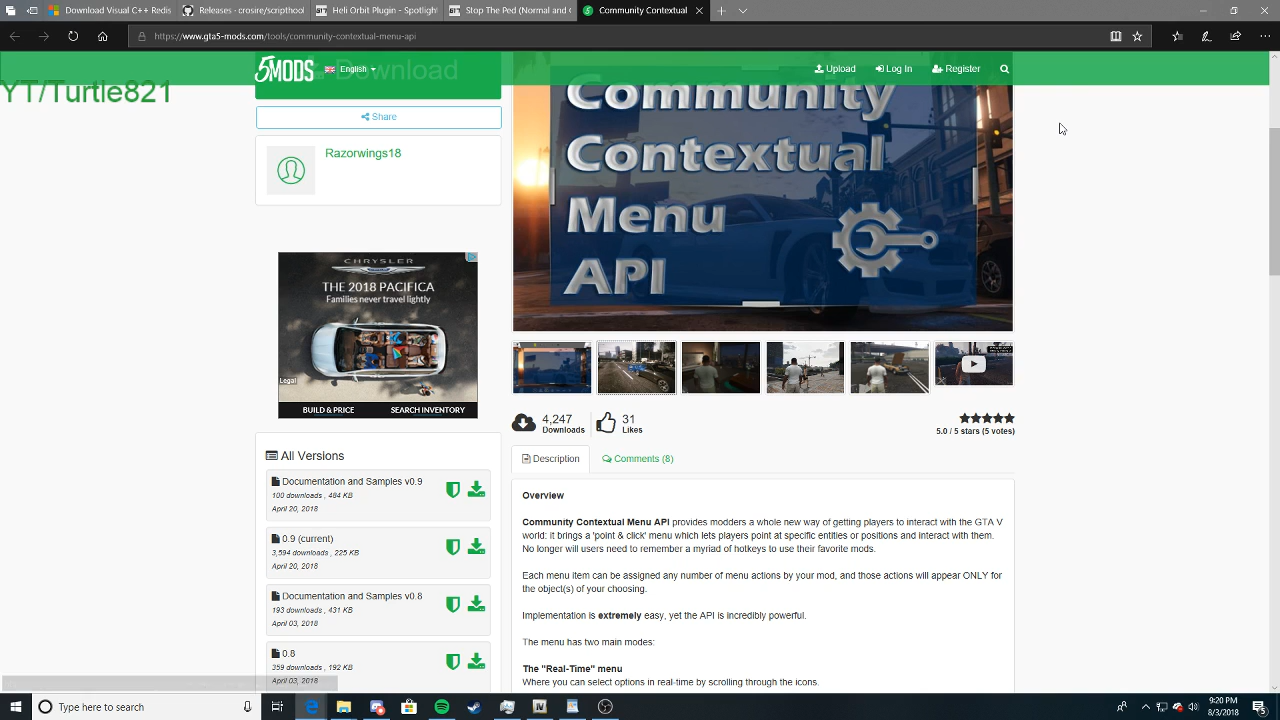 Download Visual C++ Redis
Releases · crosire/scriptho
Heli Orbit Pilot - Spotlight
Stop The Ped (Normal and C
Community Contextual
https://www.gta5-mods.com/tools/community-contextual-menu-api
YT/Turtle821
5MODS
English
Download
Upload
Log In
Register
Share
Razorwings18
Community
Contextual
Menu
API
CHRYSLER
THE 2018 PACIFICA
Families never travel lightly
Legal
BUILD & PRICE
SEARCH INVENTORY
4,247
Downloads
31
Likes
5.0 / 5 stars (5 votes)
All Versions
Documentation and Samples v0.9
100 downloads , 484 KB
April 20, 2018
0.9 (current)
3,594 downloads , 225 KB
April 20, 2018
Documentation and Samples v0.8
193 downloads , 431 KB
April 03, 2018
0.8
359 downloads , 192 KB
April 03, 2018
Description
Comments (8)
Overview
Community Contextual Menu API provides modders a whole new way of getting players to interact with the GTA V
world: it brings a 'point & click' menu which lets players point at specific entities or positions and interact with them.
No longer will users need to remember a myriad of hotkeys to use their favorite mods.
Each menu item can be assigned any number of menu actions by your mod, and those actions will appear ONLY for
the object(s) of your choosing.
Implementation is extremely easy, yet the API is incredibly powerful.
The menu has two main modes:
The "Real-Time" menu
Where you can select options in real-time by scrolling through the icons.
Type here to search
9:20 PM
8/3/2018